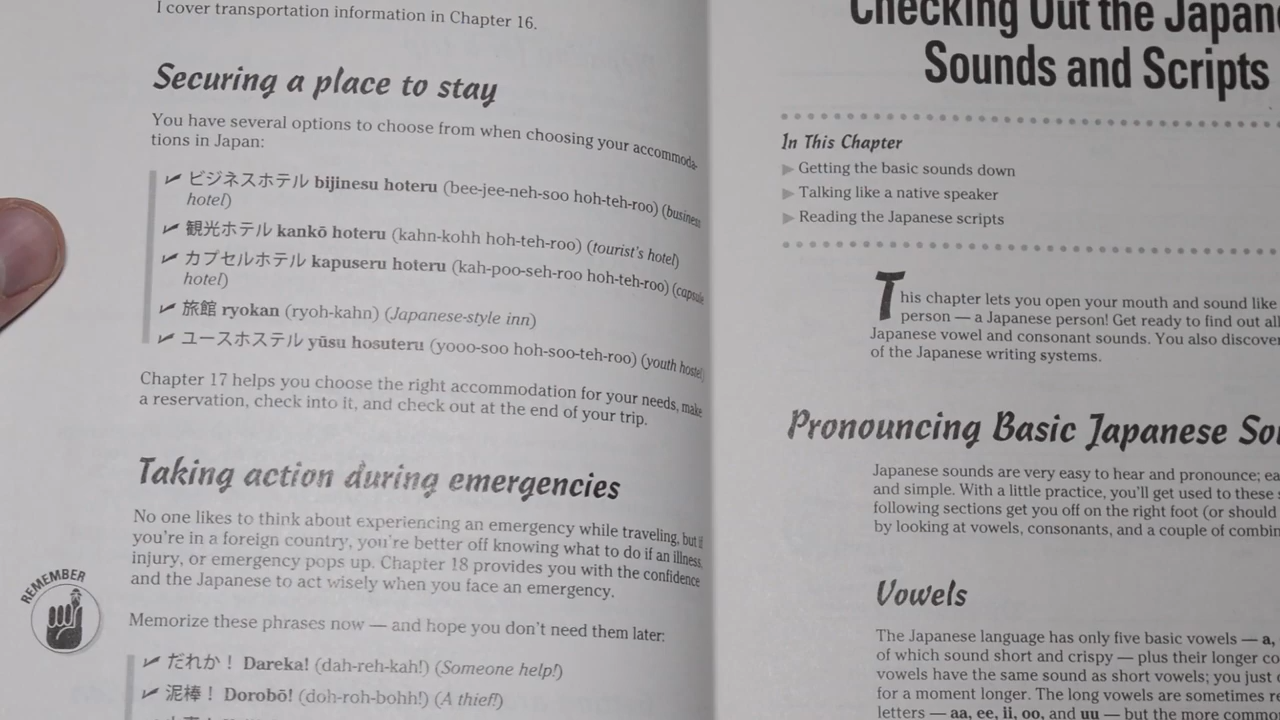 I cover transportation information in Chapter 16.
Securing a place to stay
You have several options to choose from when choosing your accommoda-
tions in Japan:
✓ ビジネスホテル bijinesu hoteru (bee-jee-neh-soo hoh-teh-roo) (business
hotel)
✓ 観光ホテル kankō hoteru (kahn-kohh hoh-teh-roo) (tourist's hotel)
✓ カプセルホテル kapuseru hoteru (kah-poo-seh-roo hoh-teh-roo) (capsule
hotel)
✓ 旅館 ryokan (ryoh-kahn) (Japanese-style inn)
✓ ユースホステル yūsu hosuteru (yooo-soo hoh-soo-teh-roo) (youth hostel)
Chapter 17 helps you choose the right accommodation for your needs, make
a reservation, check into it, and check out at the end of your trip.
Taking action during emergencies
No one likes to think about experiencing an emergency while traveling, but if
you're in a foreign country, you're better off knowing what to do if an illness,
injury, or emergency pops up. Chapter 18 provides you with the confidence
and the Japanese to act wisely when you face an emergency.
REMEMBER
Memorize these phrases now — and hope you don't need them later:
✓ だれか！ Dareka! (dah-reh-kah!) (Someone help!)
✓ 泥棒！ Dorobō! (doh-roh-bohh!) (A thief!)
Checking Out the Japane
Sounds and Scripts
In This Chapter
▶ Getting the basic sounds down
▶ Talking like a native speaker
▶ Reading the Japanese scripts
This chapter lets you open your mouth and sound like
person — a Japanese person! Get ready to find out all
Japanese vowel and consonant sounds. You also discover
of the Japanese writing systems.
Pronouncing Basic Japanese So
Japanese sounds are very easy to hear and pronounce; ea
and simple. With a little practice, you'll get used to these
following sections get you off on the right foot (or should
by looking at vowels, consonants, and a couple of combin
Vowels
The Japanese language has only five basic vowels — a,
of which sound short and crispy — plus their longer co
vowels have the same sound as short vowels; you just
for a moment longer. The long vowels are sometimes re
letters — aa, ee, ii, oo, and uu — but the more commo